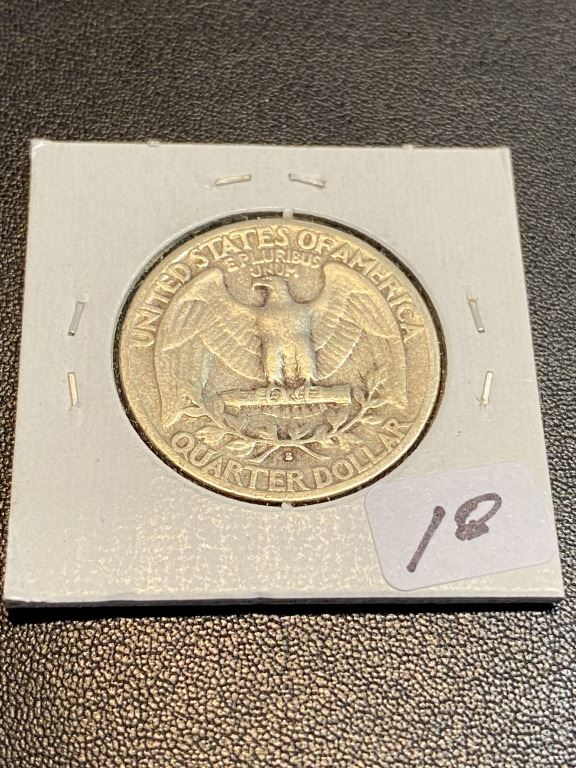 UNITED STATES OF AMERICA
E PLURIBUS
UNUM
S
QUARTER DOLLAR
18